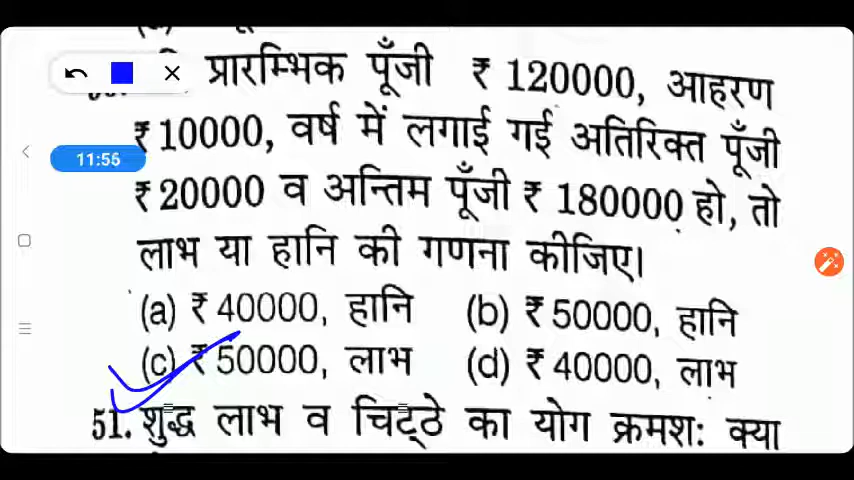 प्रारम्भिक पूँजी ₹ 120000, आहरण
₹ 10000, वर्ष में लगाई गई अतिरिक्त पूँजी
11:56
₹ 20000 व अन्तिम पूँजी ₹ 180000 हो, तो
लाभ या हानि की गणना कीजिए।
(a) ₹ 40000, हानि (b) ₹ 50000, हानि
(c) ₹ 50000, लाभ (d) ₹ 40000, लाभ
51. शुद्ध लाभ व चिट्ठे का योग क्रमशः क्या